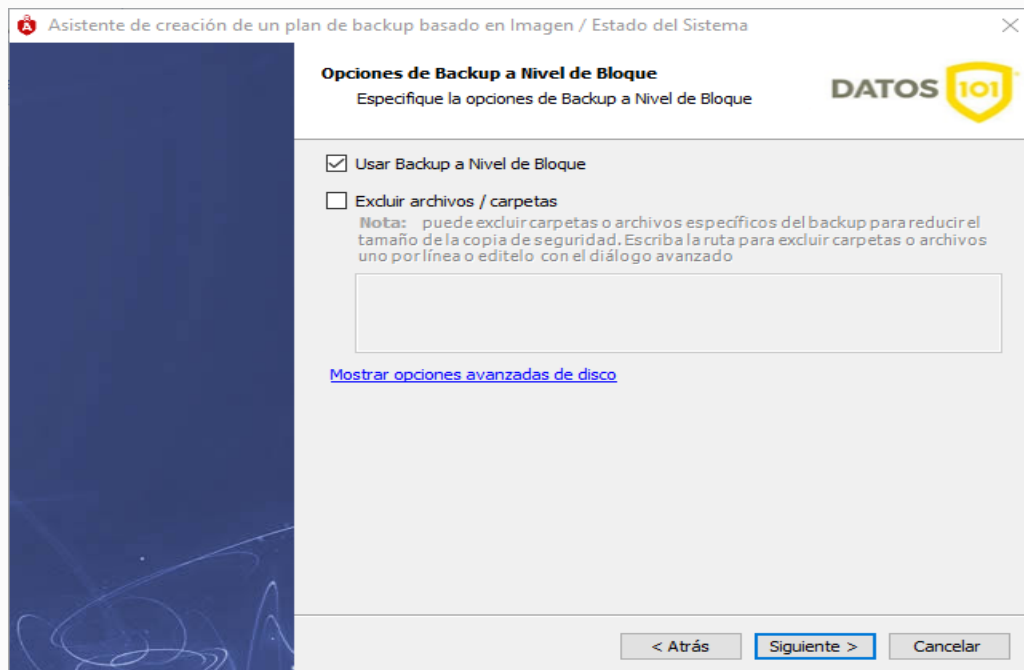 Asistente de creación de un plan de backup basado en Imagen / Estado del Sistema
Opciones de Backup a Nivel de Bloque
Especifique la opciones de Backup a Nivel de Bloque
DATOS 101
Usar Backup a Nivel de Bloque
Excluir archivos / carpetas
Nota: puede excluir carpetas o archivos específicos del backup para reducir el
tamaño de la copia de seguridad. Escriba la ruta para excluir carpetas o archivos
uno por línea o editelo con el diálogo avanzado
Mostrar opciones avanzadas de disco
< Atrás
Siguiente >
Cancelar